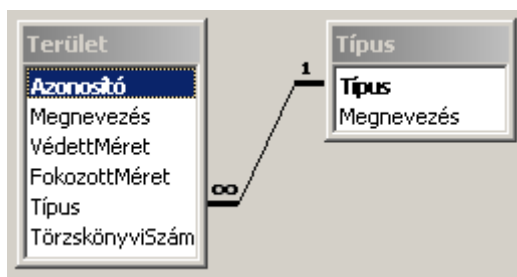 Terület
Azonosító
Megnevezés
VédettMéret
FokozottMéret
Típus
TörzskönyviSzám
1
∞
Típus
Típus
Megnevezés